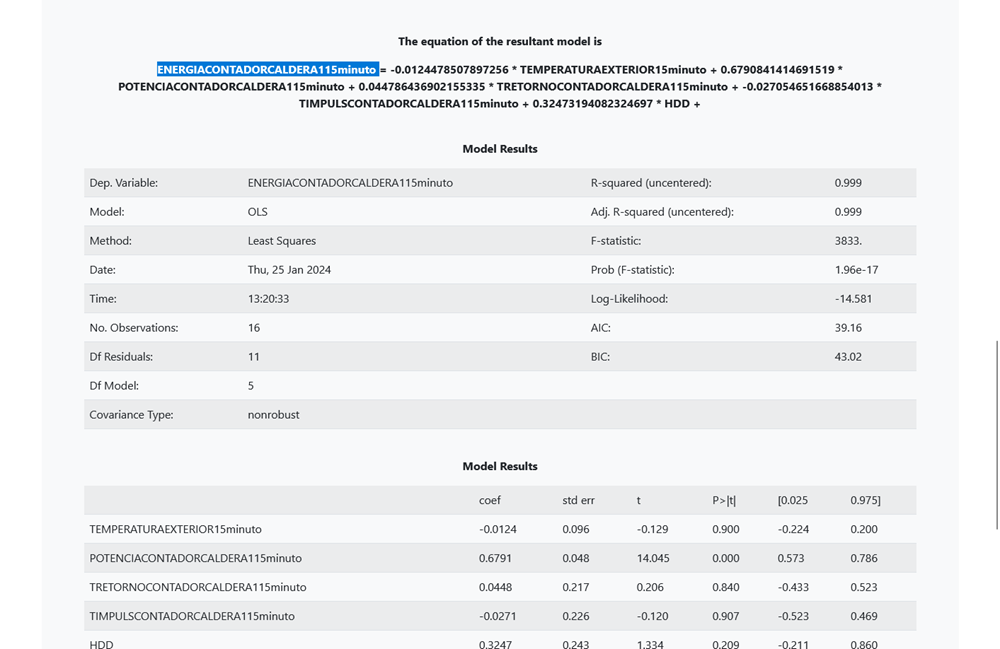 The equation of the resultant model is
ENERGIACONTADORCALDERA115minuto = -0.0124478507897256 * TEMPERATURAEXTERIOR15minuto + 0.6790841414691519 *
POTENCIACONTADORCALDERA115minuto + 0.044786436902155335 * TRETORNOCONTADORCALDERA115minuto + -0.027054651668854013 *
TIMPULSCONTADORCALDERA115minuto + 0.32473194082324697 * HDD +
Model Results
Dep. Variable: ENERGIACONTADORCALDERA115minuto R-squared (uncentered): 0.999
Model: OLS Adj. R-squared (uncentered): 0.999
Method: Least Squares F-statistic: 3833.
Date: Thu, 25 Jan 2024 Prob (F-statistic): 1.96e-17
Time: 13:20:33 Log-Likelihood: -14.581
No. Observations: 16 AIC: 39.16
Df Residuals: 11 BIC: 43.02
Df Model: 5
Covariance Type: nonrobust
Model Results
coef std err t P>|t| [0.025 0.975]
TEMPERATURAEXTERIOR15minuto -0.0124 0.096 -0.129 0.900 -0.224 0.200
POTENCIACONTADORCALDERA115minuto 0.6791 0.048 14.045 0.000 0.573 0.786
TRETORNOCONTADORCALDERA115minuto 0.0448 0.217 0.206 0.840 -0.433 0.523
TIMPULSCONTADORCALDERA115minuto -0.0271 0.226 -0.120 0.907 -0.523 0.469
HDD 0.3247 0.243 1.334 0.209 -0.211 0.860